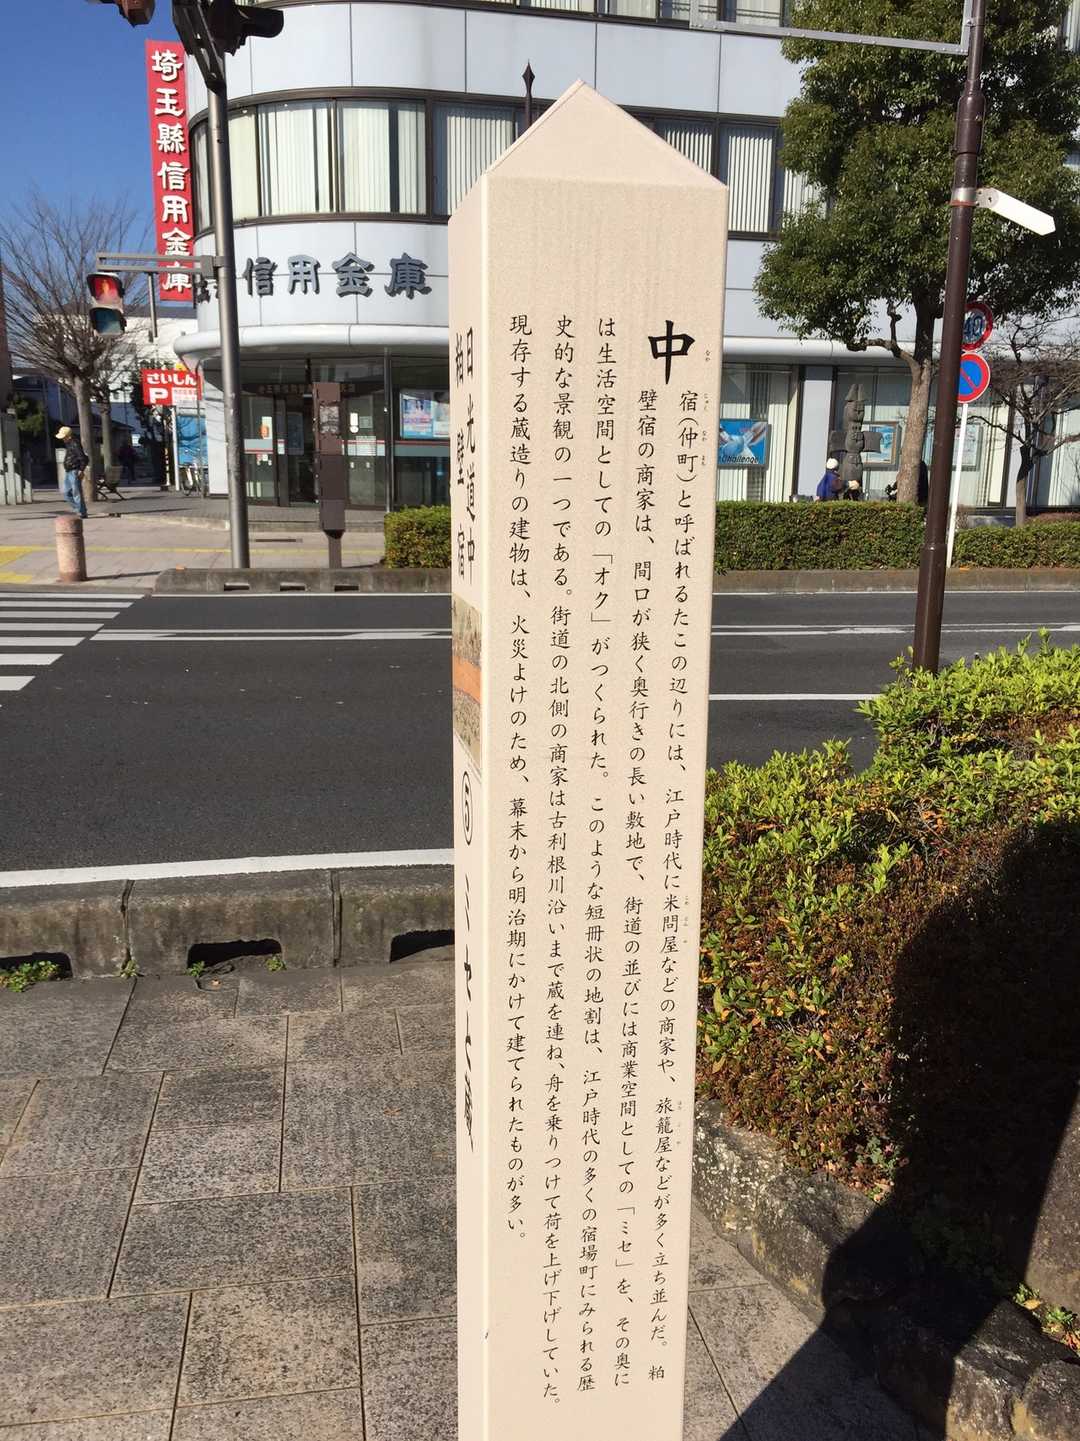 埼玉縣信用金庫
信用金庫
さいしん
P
40
Challenge
日光道中
粕壁宿
⑤ ミセと蔵
中宿（仲町）と呼ばれるたこの辺りには、江戸時代に米問屋などの商家や、旅籠屋などが多く立ち並んだ。粕
壁宿の商家は、間口が狭く奥行きの長い敷地で、街道の並びには商業空間としての「ミセ」を、その奥に
は生活空間としての「オク」がつくられた。このような短冊状の地割は、江戸時代の多くの宿場町にみられる歴
史的な景観の一つである。街道の北側の商家は古利根川沿いまで蔵を連ね、舟を乗りつけて荷を上げ下げしていた。
現存する蔵造りの建物は、火災よけのため、幕末から明治期にかけて建てられたものが多い。